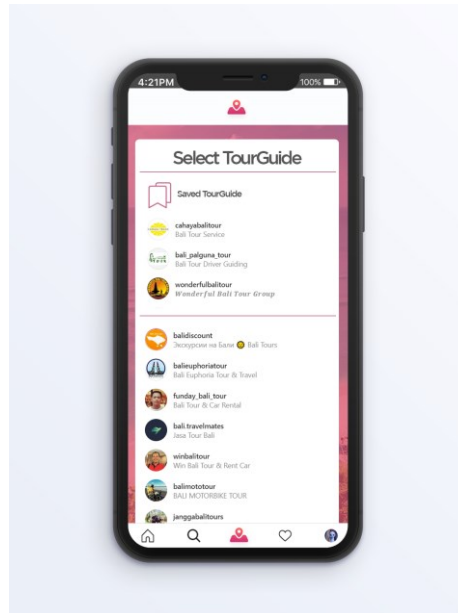 4:21PM
100%
Select TourGuide
Saved TourGuide
cahayabalitour
Bali Tour Service
bali_palguna_tour
Bali Tour Driver Guiding
wonderfulbalitour
Wonderful Bali Tour Group
balidiscount
Экскурсии на Бали Bali Tours
balieuphoriatour
Bali Euphoria Tour & Travel
funday_bali_tour
Bali Tour & Car Rental
bali.travelmates
Jasa Tour Bali
winbalitour
Win Bali Tour & Rent Car
balimototour
BALI MOTORBIKE TOUR
janggabalitours